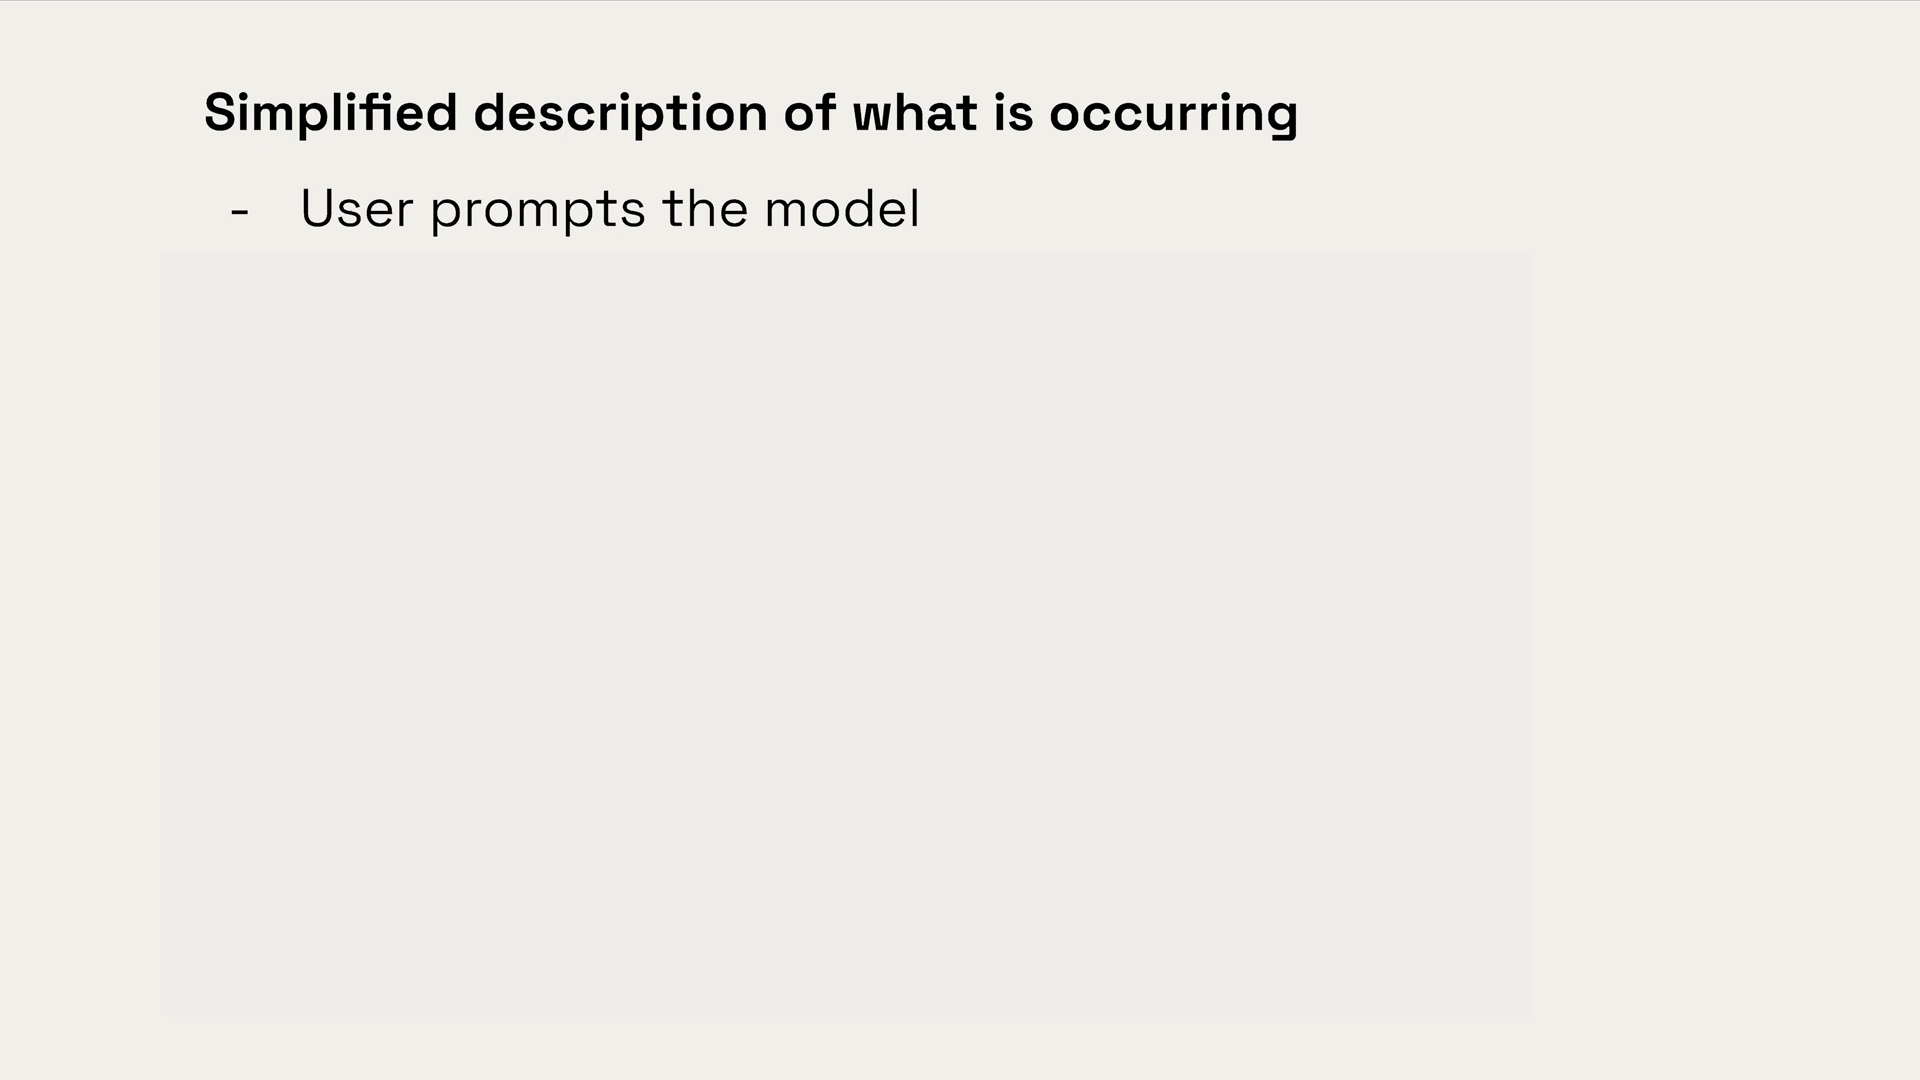 Simplified description of what is occurring
- User prompts the model